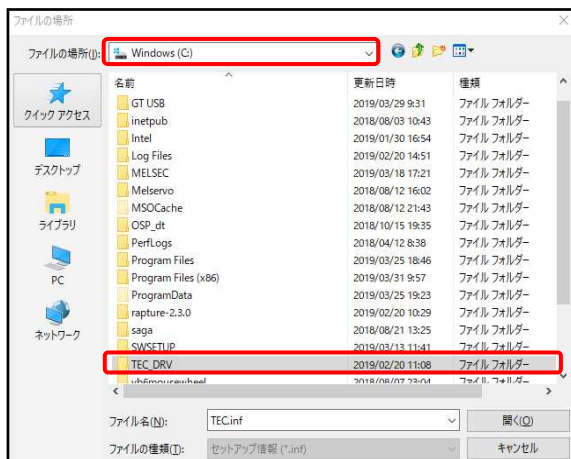 ファイルの場所
ファイルの場所(I): Windows (C:)
名前 更新日時 種類
GT USB 2019/03/29 9:31 ファイル フォルダー
inetpub 2018/08/03 10:43 ファイル フォルダー
Intel 2019/01/30 16:54 ファイル フォルダー
Log Files 2019/02/20 14:51 ファイル フォルダー
MELSEC 2019/03/18 17:21 ファイル フォルダー
Melservo 2018/08/12 16:02 ファイル フォルダー
MSOCache 2018/08/12 21:43 ファイル フォルダー
OSP_dt 2018/10/15 19:35 ファイル フォルダー
PerfLogs 2018/04/12 8:38 ファイル フォルダー
Program Files 2019/03/25 18:46 ファイル フォルダー
Program Files (x86) 2019/03/31 9:57 ファイル フォルダー
ProgramData 2019/03/25 19:23 ファイル フォルダー
rapture-2.3.0 2019/02/20 10:29 ファイル フォルダー
saga 2018/08/21 13:25 ファイル フォルダー
SWSETUP 2019/03/13 11:41 ファイル フォルダー
TEC_DRV 2019/02/20 11:08 ファイル フォルダー
vb6mousewheel 2018/08/07 23:04 ファイル フォルダー
クイック アクセス
デスクトップ
ライブラリ
PC
ネットワーク
ファイル名(N): TEC.inf 開く(O)
ファイルの種類(T): セットアップ情報 (*.inf) キャンセル